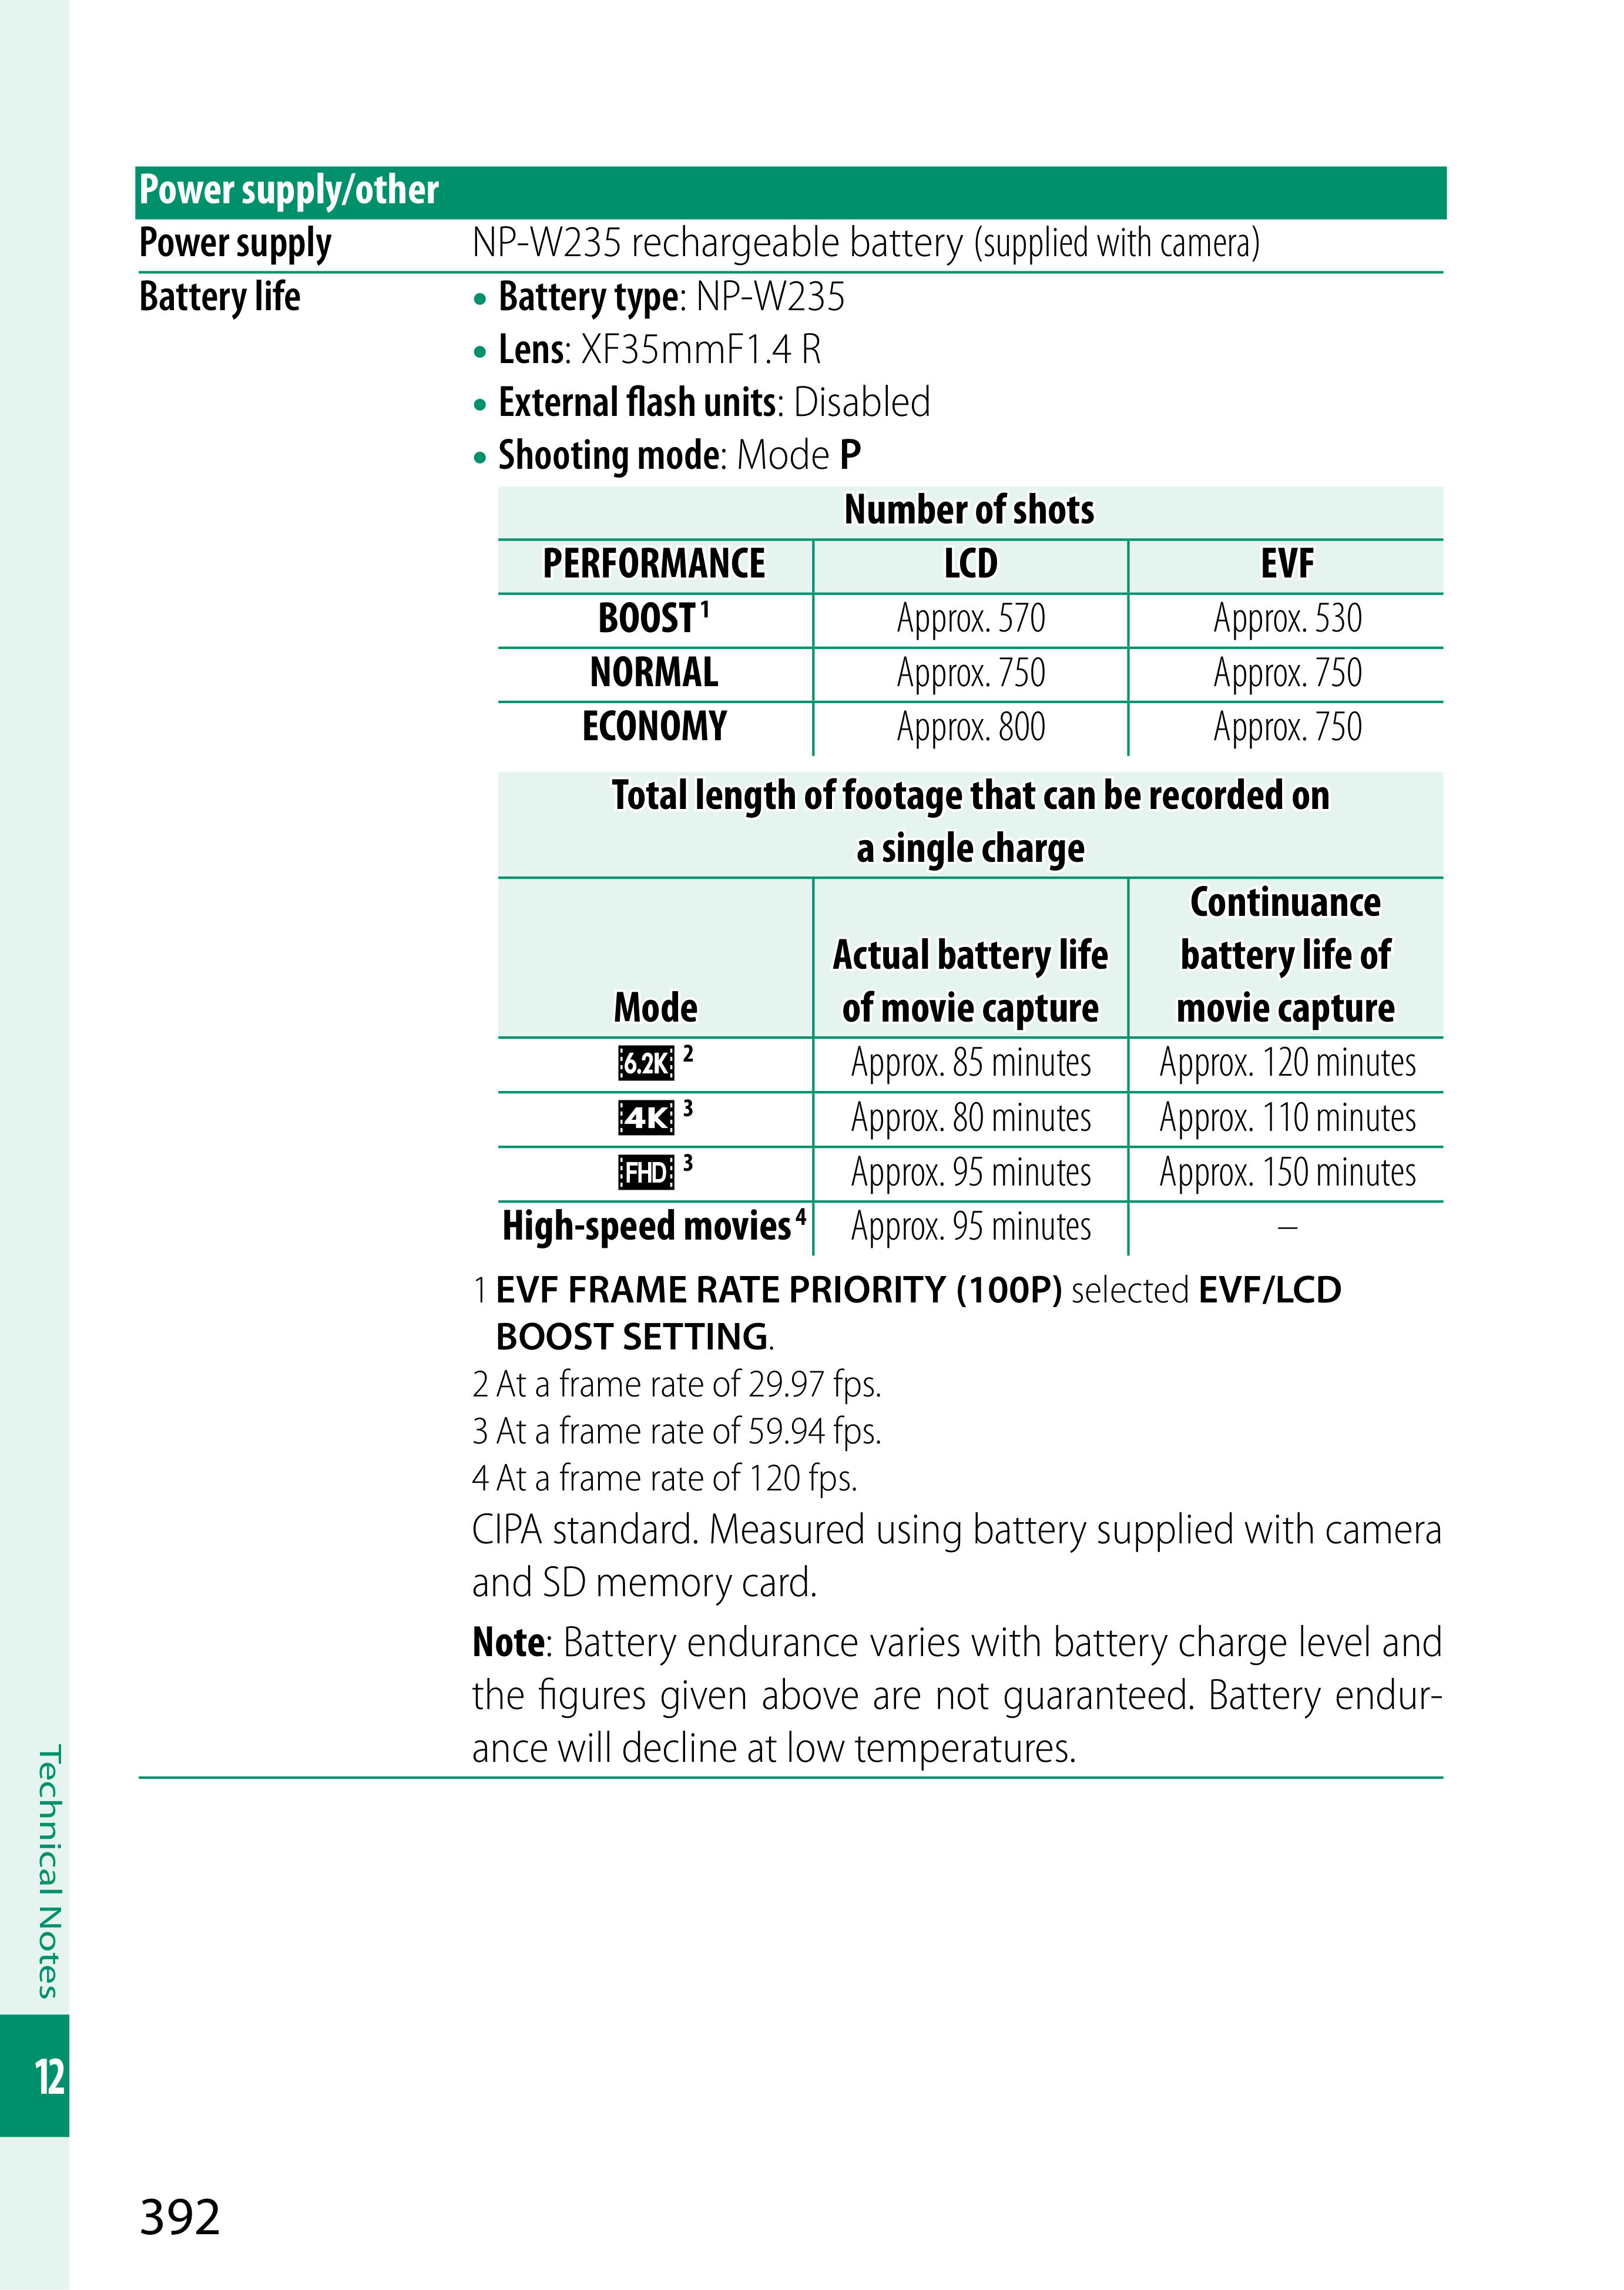 Power supply/other
Power supply NP-W235 rechargeable battery (supplied with camera)
Battery life • Battery type: NP-W235
• Lens: XF35mmF1.4 R
• External flash units: Disabled
• Shooting mode: Mode P
Number of shots
PERFORMANCE LCD EVF
BOOST 1 Approx. 570 Approx. 530
NORMAL Approx. 750 Approx. 750
ECONOMY Approx. 800 Approx. 750
Total length of footage that can be recorded on
a single charge
Mode Actual battery life of movie capture Continuance battery life of movie capture
6.2K 2 Approx. 85 minutes Approx. 120 minutes
4K 3 Approx. 80 minutes Approx. 110 minutes
FHD 3 Approx. 95 minutes Approx. 150 minutes
High-speed movies 4 Approx. 95 minutes –
1 EVF FRAME RATE PRIORITY (100P) selected EVF/LCD
BOOST SETTING.
2 At a frame rate of 29.97 fps.
3 At a frame rate of 59.94 fps.
4 At a frame rate of 120 fps.
CIPA standard. Measured using battery supplied with camera
and SD memory card.
Note: Battery endurance varies with battery charge level and
the figures given above are not guaranteed. Battery endur-
ance will decline at low temperatures.
Technical Notes
12
392